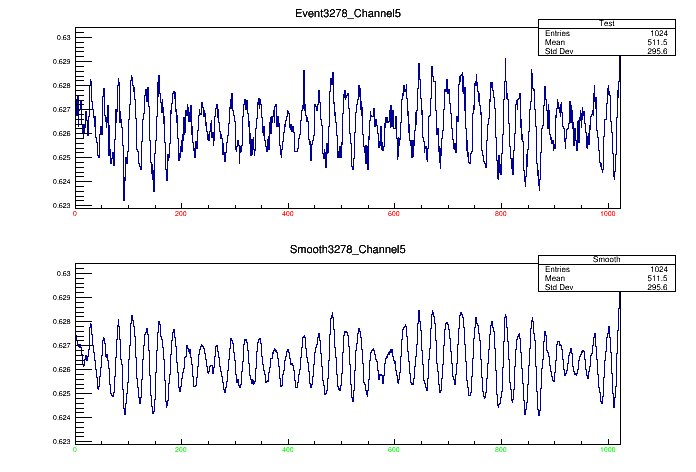 Event3278_Channel5
Test
Entries 1024
Mean 511.5
Std Dev 295.6
0.63
0.629
0.628
0.627
0.626
0.625
0.624
0.623
0 200 400 600 800 1000
Smooth3278_Channel5
Smooth
Entries 1024
Mean 511.5
Std Dev 295.6
0.63
0.629
0.628
0.627
0.626
0.625
0.624
0.623
0 200 400 600 800 1000